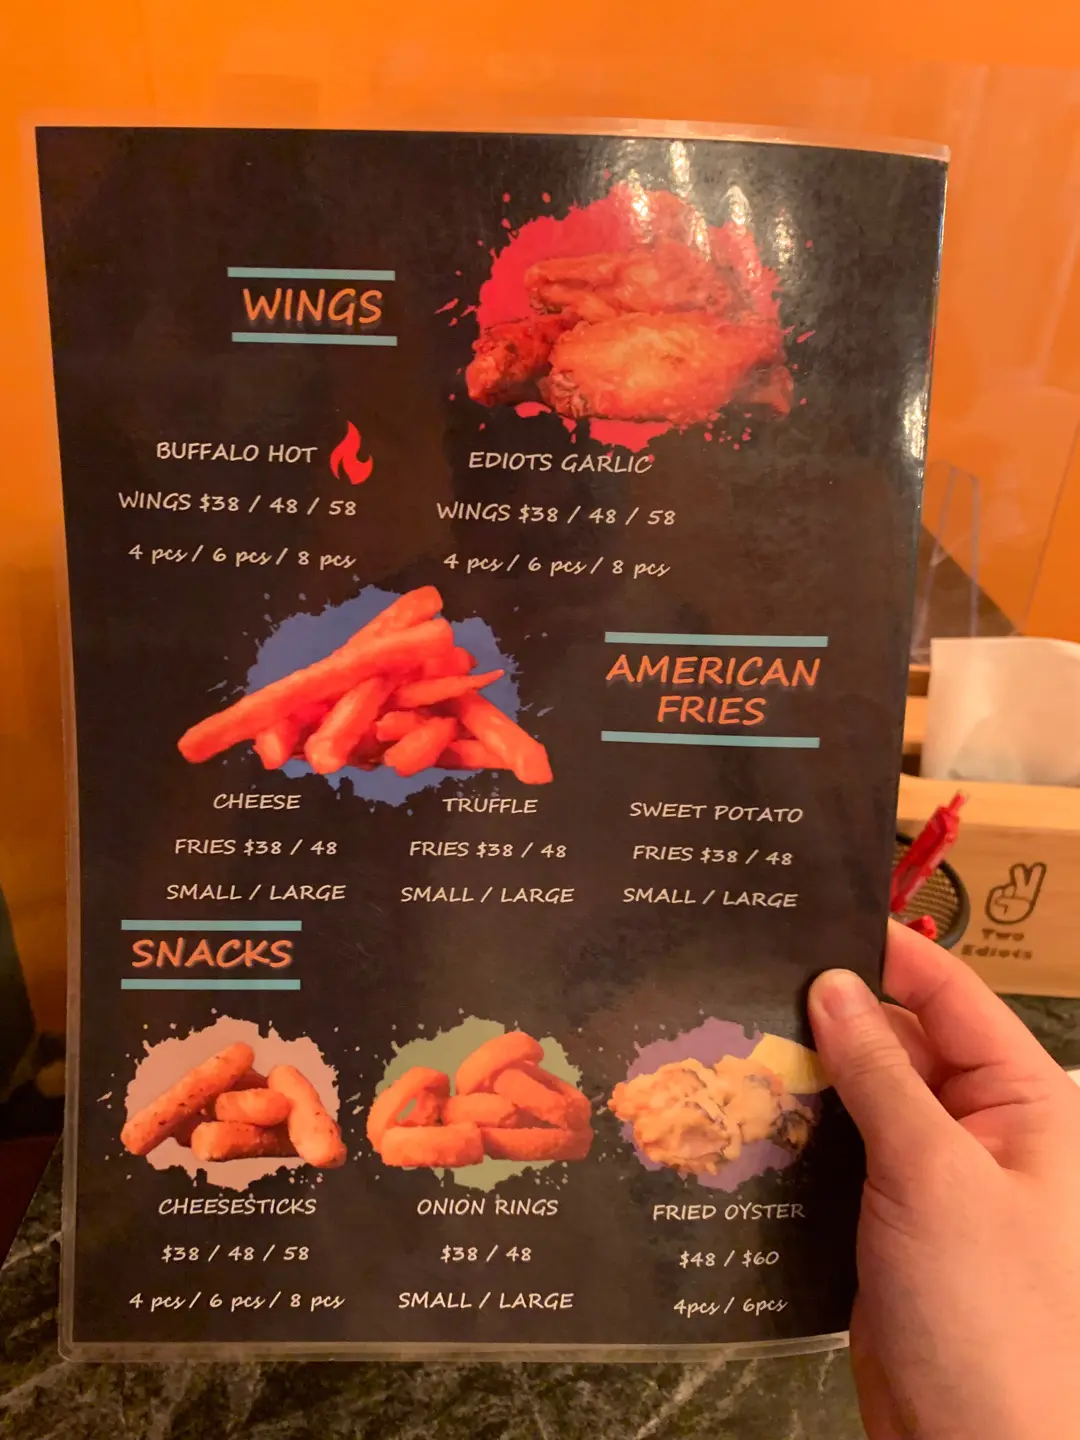 WINGS
BUFFALO HOT
WINGS $38 / 48 / 58
4 pcs / 6 pcs / 8 pcs
EDIOTS GARLIC
WINGS $38 / 48 / 58
4 pcs / 6 pcs / 8 pcs
AMERICAN
FRIES
CHEESE
FRIES $38 / 48
SMALL / LARGE
TRUFFLE
FRIES $38 / 48
SMALL / LARGE
SWEET POTATO
FRIES $38 / 48
SMALL / LARGE
SNACKS
CHEESESTICKS
$38 / 48 / 58
4 pcs / 6 pcs / 8 pcs
ONION RINGS
$38 / 48
SMALL / LARGE
FRIED OYSTER
$48 / $60
4pcs / 6pcs
Two
Ediots